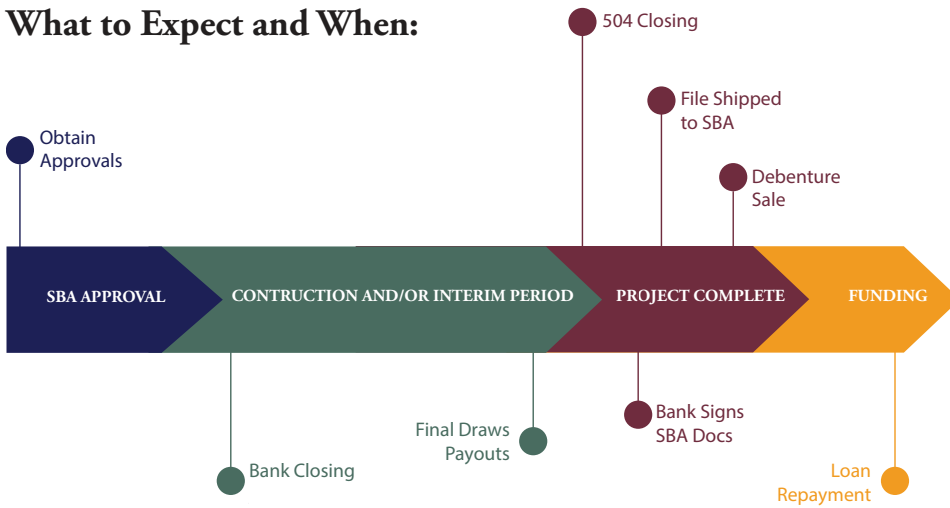 What to Expect and When:
504 Closing
File Shipped
to SBA
Obtain
Approvals
Debenture
Sale
SBA APPROVAL
CONTRUCTION AND/OR INTERIM PERIOD
PROJECT COMPLETE
FUNDING
Bank Closing
Final Draws
Payouts
Bank Signs
SBA Docs
Loan
Repayment